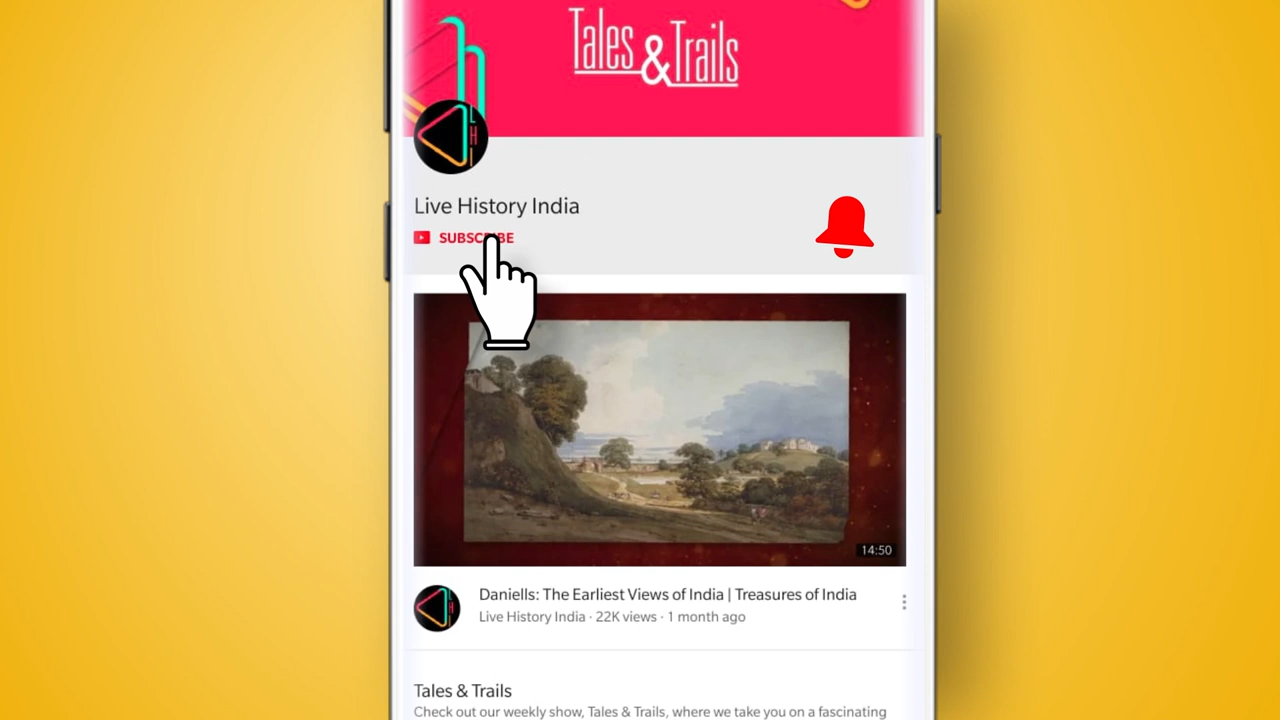 Tales & Trails
LHI
Live History India
SUBSCRIBE
14:50
Daniells: The Earliest Views of India | Treasures of India
LHI
Live History India · 22K views · 1 month ago
Tales & Trails
Check out our weekly show, Tales & Trails, where we take you on a fascinating